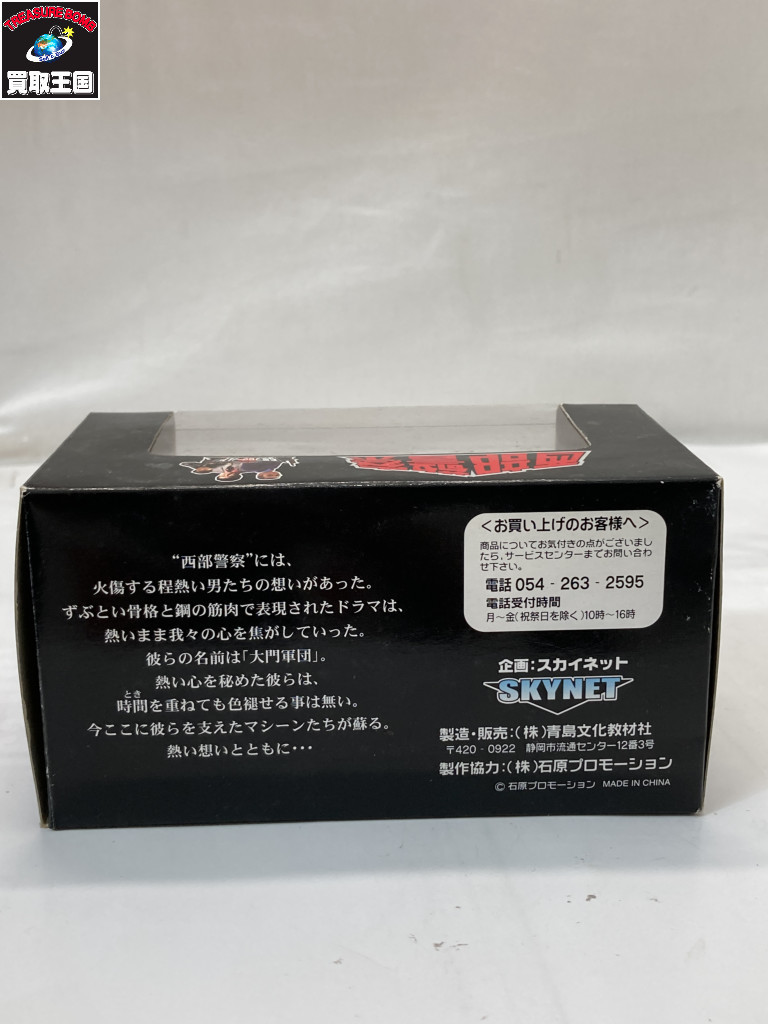 TREASURE BOMB
買取王国
西部警察
“西部警察”には、
火傷する程熱い男たちの想いがあった。
ずぶとい骨格と鋼の筋肉で表現されたドラマは、
熱いまま我々の心を焦がしていった。
彼らの名前は「大門軍団」。
熱い心を秘めた彼らは、
とき
時間を重ねても色褪せる事は無い。
今ここに彼らを支えたマシーンたちが蘇る。
熱い想いとともに・・・
＜お買い上げのお客様へ＞
商品についてお気付きの点がございまし
たら,サービスセンターまでお問い合わ
せ下さい。
電話 054 - 263 - 2595
電話受付時間
月〜金(祝祭日を除く)10時〜16時
企画：スカイネット
SKYNET
製造・販売：(株)青島文化教材社
〒420 - 0922 静岡市流通センター12番3号
製作協力：(株)石原プロモーション
© 石原プロモーション MADE IN CHINA